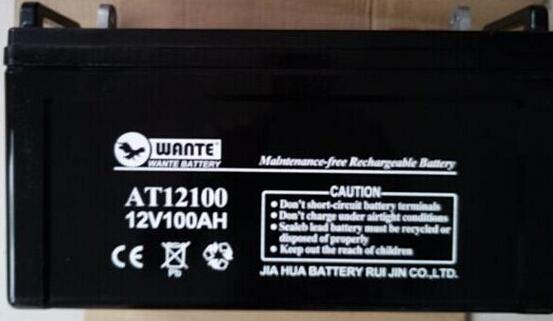 WANTE
WANTE BATTERY
Maintenance-free Rechargeable Battery
AT12100
12V100AH
CAUTION
• Don't short-circuit battery terminals
• Don't charge under airtight conditions
• Sealeb lead battery must be recycled or
disposed of properly
• Keep out the reach of children
CE
Pb
JIA HUA BATTERY RUI JIN CO.,LTD.